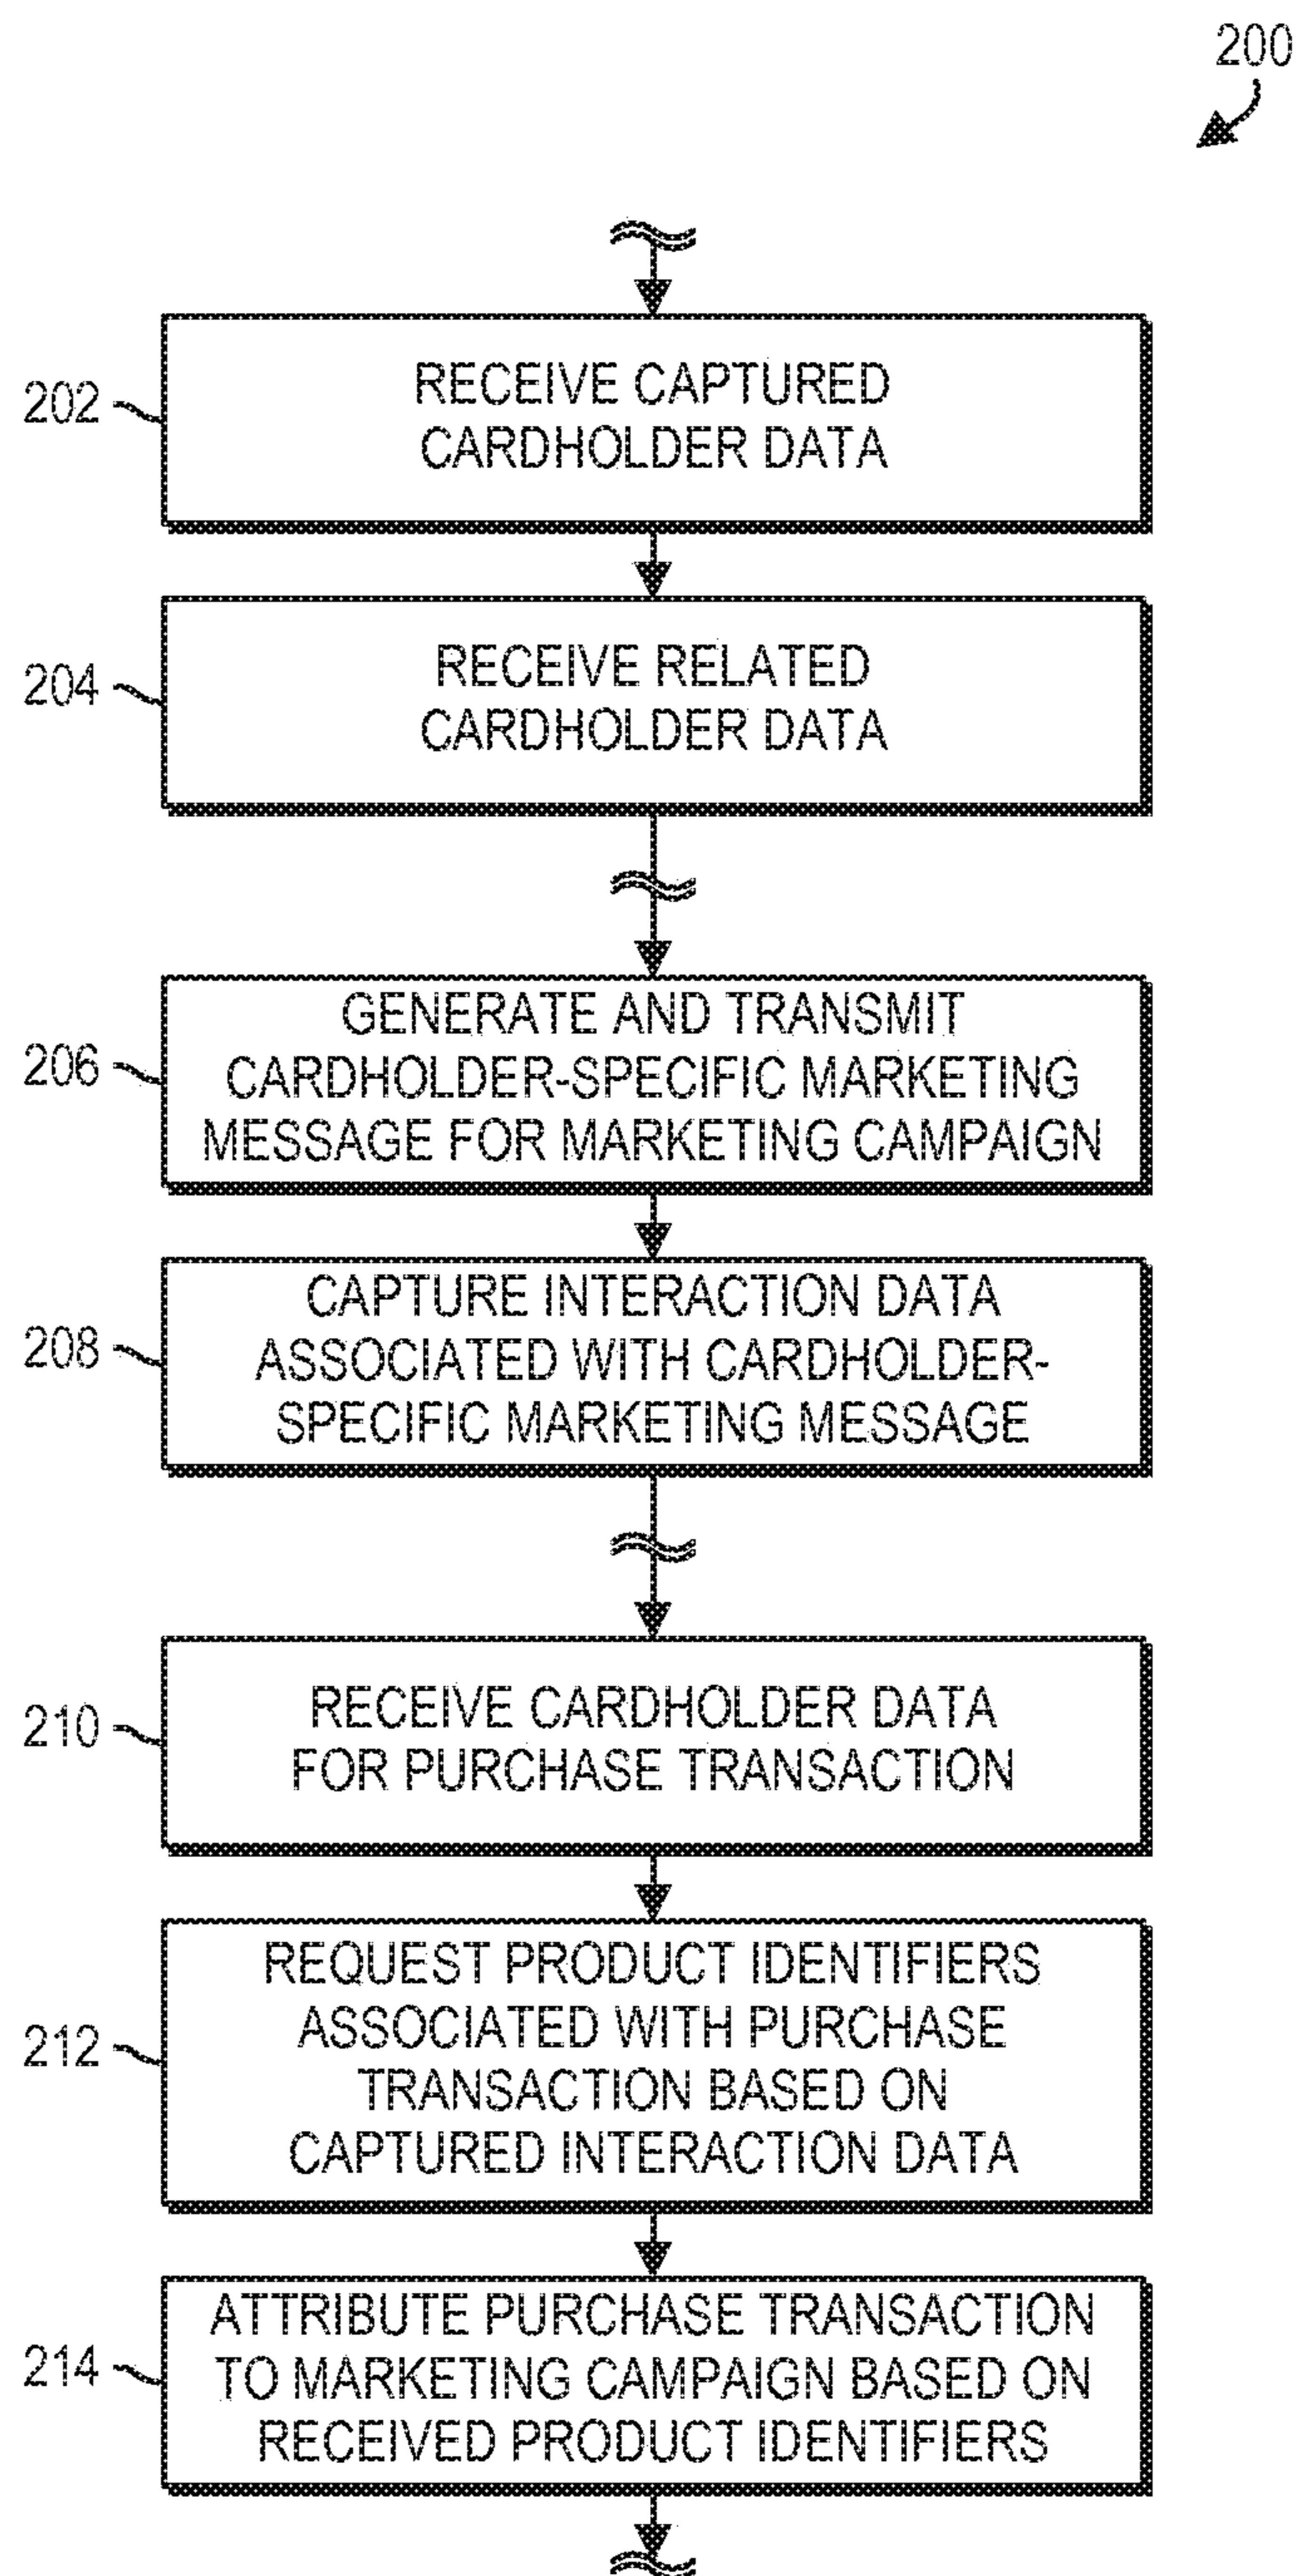 200
202
RECEIVE CAPTURED
CARDHOLDER DATA
204
RECEIVE RELATED
CARDHOLDER DATA
206
GENERATE AND TRANSMIT
CARDHOLDER-SPECIFIC MARKETING
MESSAGE FOR MARKETING CAMPAIGN
208
CAPTURE INTERACTION DATA
ASSOCIATED WITH CARDHOLDER-
SPECIFIC MARKETING MESSAGE
210
RECEIVE CARDHOLDER DATA
FOR PURCHASE TRANSACTION
212
REQUEST PRODUCT IDENTIFIERS
ASSOCIATED WITH PURCHASE
TRANSACTION BASED ON
CAPTURED INTERACTION DATA
214
ATTRIBUTE PURCHASE TRANSACTION
TO MARKETING CAMPAIGN BASED ON
RECEIVED PRODUCT IDENTIFIERS